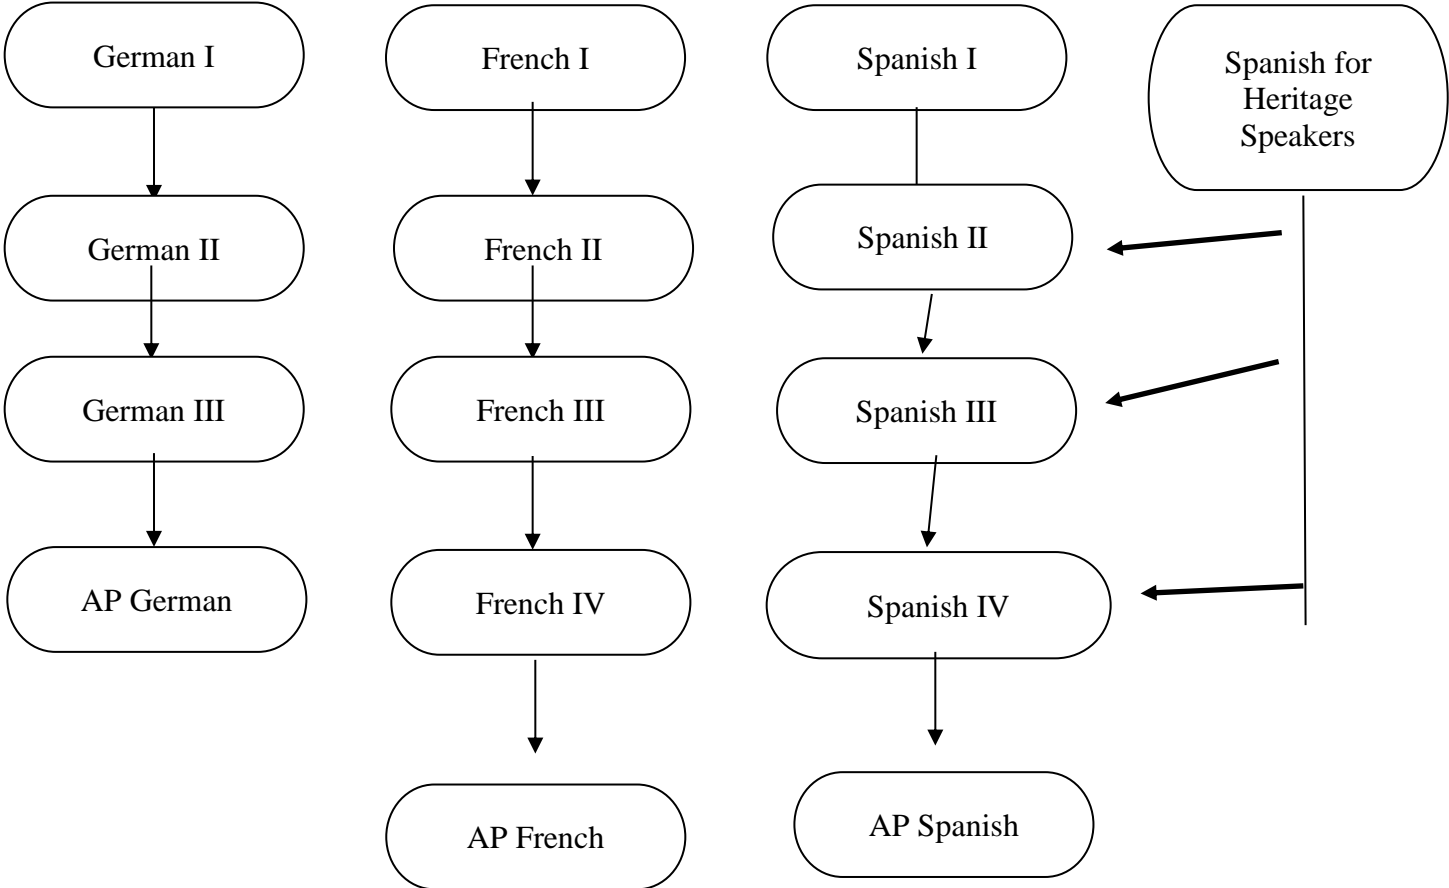 German I
French I
Spanish I
Spanish for
Heritage
Speakers
German II
French II
Spanish II
German III
French III
Spanish III
AP German
French IV
Spanish IV
AP French
AP Spanish